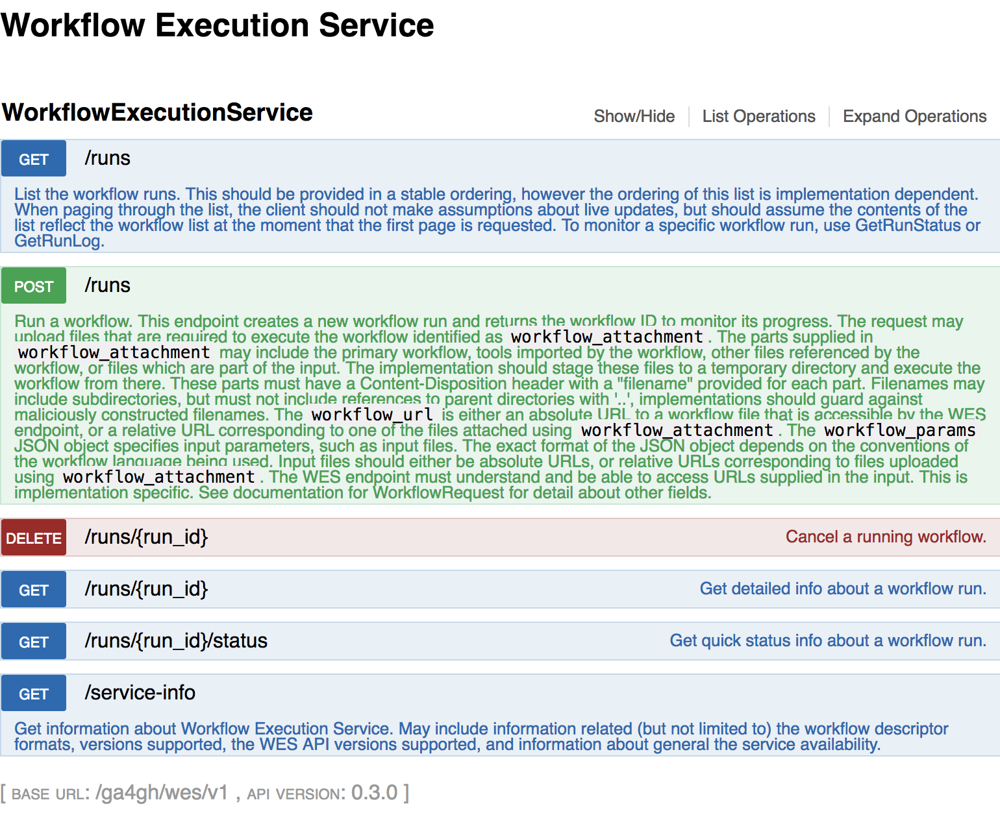 Workflow Execution Service
WorkflowExecutionService
Show/Hide
List Operations
Expand Operations
GET /runs
List the workflow runs. This should be provided in a stable ordering, however the ordering of this list is implementation dependent.
When paging through the list, the client should not make assumptions about live updates, but should assume the contents of the
list reflect the workflow list at the moment that the first page is requested. To monitor a specific workflow run, use GetRunStatus or
GetRunLog.
POST /runs
Run a workflow. This endpoint creates a new workflow run and returns the workflow ID to monitor its progress. The request may
upload files that are required to execute the workflow identified as workflow_attachment . The parts supplied in
workflow_attachment may include the primary workflow, tools imported by the workflow, other files referenced by the
workflow, or files which are part of the input. The implementation should stage these files to a temporary directory and execute the
workflow from there. These parts must have a Content-Disposition header with a "filename" provided for each part. Filenames may
include subdirectories, but must not include references to parent directories with '..', implementations should guard against
maliciously constructed filenames. The workflow_url is either an absolute URL to a workflow file that is accessible by the WES
endpoint, or a relative URL corresponding to one of the files attached using workflow_attachment . The workflow_params
JSON object specifies input parameters, such as input files. The exact format of the JSON object depends on the conventions of
the workflow language being used. Input files should either be absolute URLs, or relative URLs corresponding to files uploaded
using workflow_attachment . The WES endpoint must understand and be able to access URLs supplied in the input. This is
implementation specific. See documentation for WorkflowRequest for detail about other fields.
DELETE /runs/{run_id} Cancel a running workflow.
GET /runs/{run_id} Get detailed info about a workflow run.
GET /runs/{run_id}/status Get quick status info about a workflow run.
GET /service-info
Get information about Workflow Execution Service. May include information related (but not limited to) the workflow descriptor
formats, versions supported, the WES API versions supported, and information about general the service availability.
[ BASE URL: /ga4gh/wes/v1 , API VERSION: 0.3.0 ]